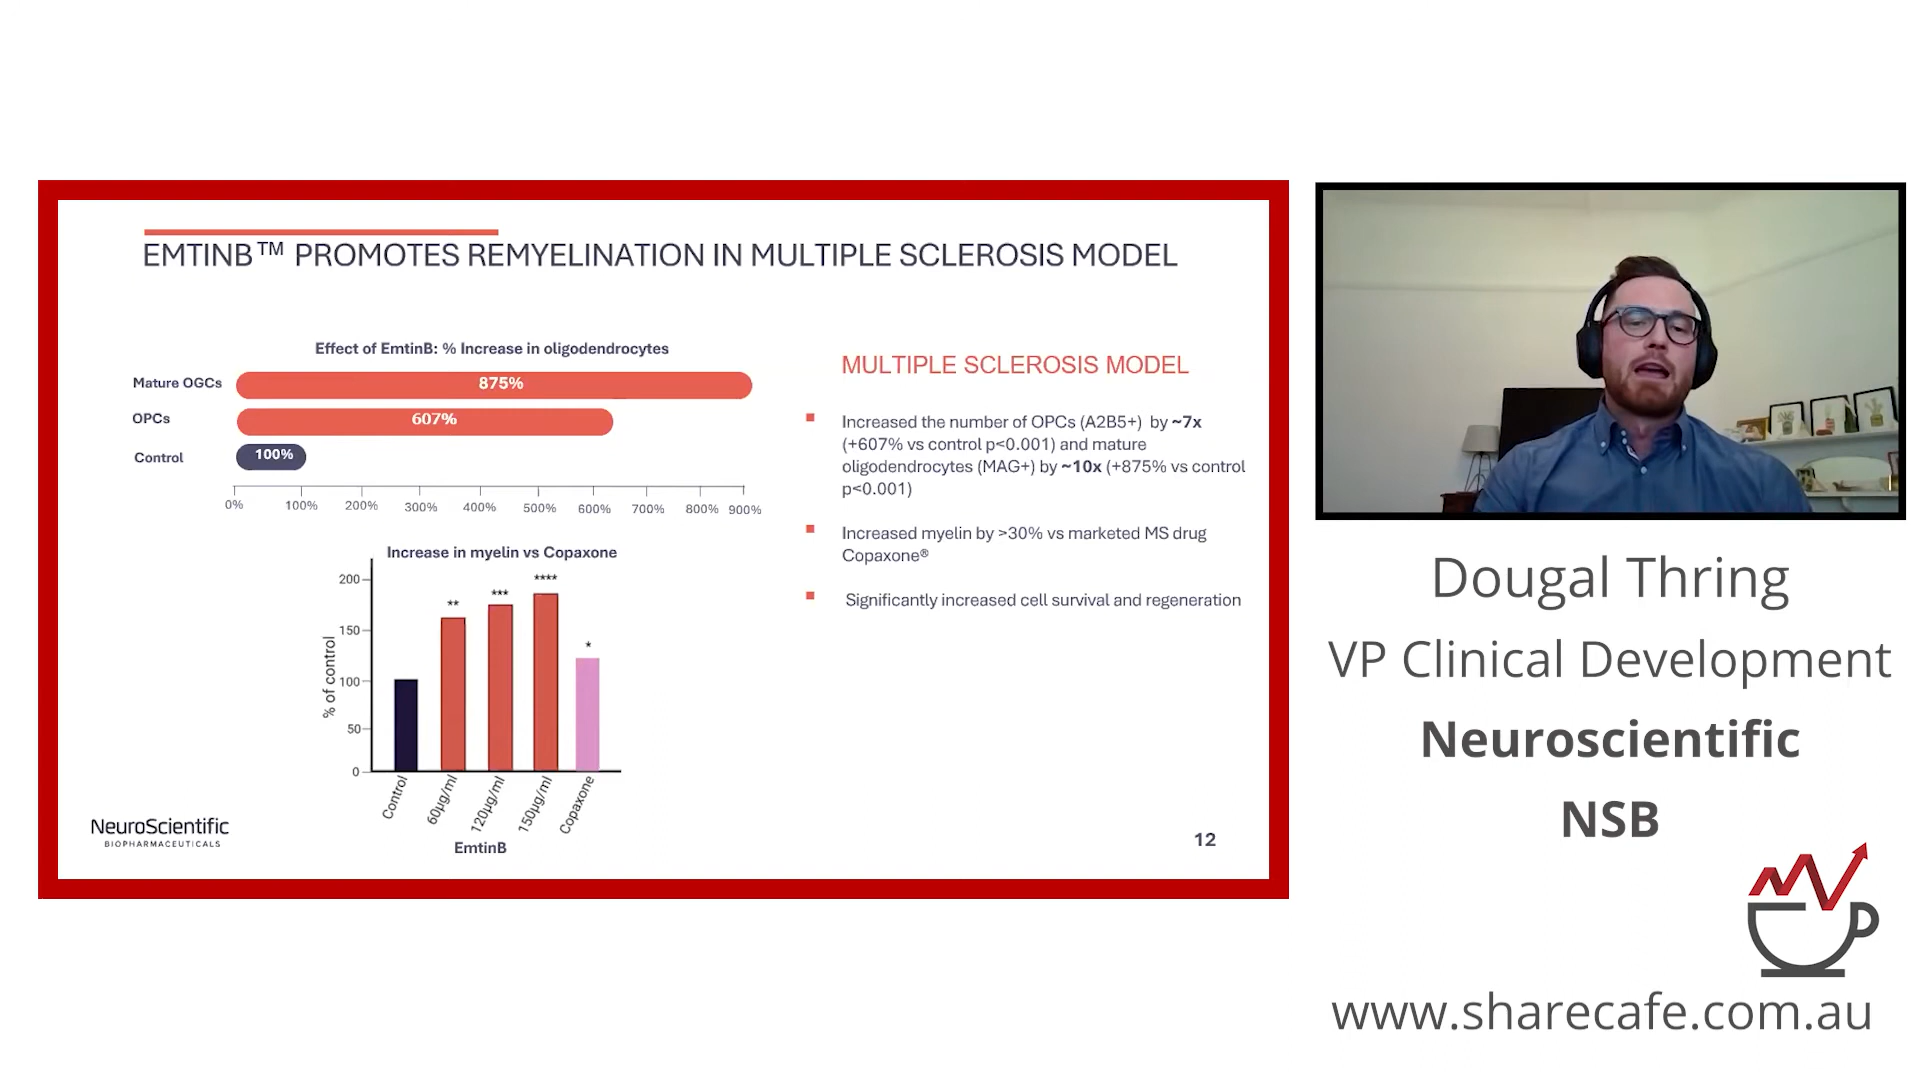 EMTINB™ PROMOTES REMYELINATION IN MULTIPLE SCLEROSIS MODEL
Effect of EmtinB: % Increase in oligodendrocytes
Mature OGCs
875%
OPCs
607%
Control
100%
0% 100% 200% 300% 400% 500% 600% 700% 800% 900%
Increase in myelin vs Copaxone
% of control
200
150
100
50
0
**
***
****
*
Control
60µg/ml
120µg/ml
150µg/ml
Copaxone
EmtinB
MULTIPLE SCLEROSIS MODEL
Increased the number of OPCs (A2B5+) by ~7x
(+607% vs control p<0.001) and mature
oligodendrocytes (MAG+) by ~10x (+875% vs control
p<0.001)
Increased myelin by >30% vs marketed MS drug
Copaxone®
Significantly increased cell survival and regeneration
NeuroScientific
BIOPHARMACEUTICALS
12
Dougal Thring
VP Clinical Development
Neuroscientific
NSB
www.sharecafe.com.au